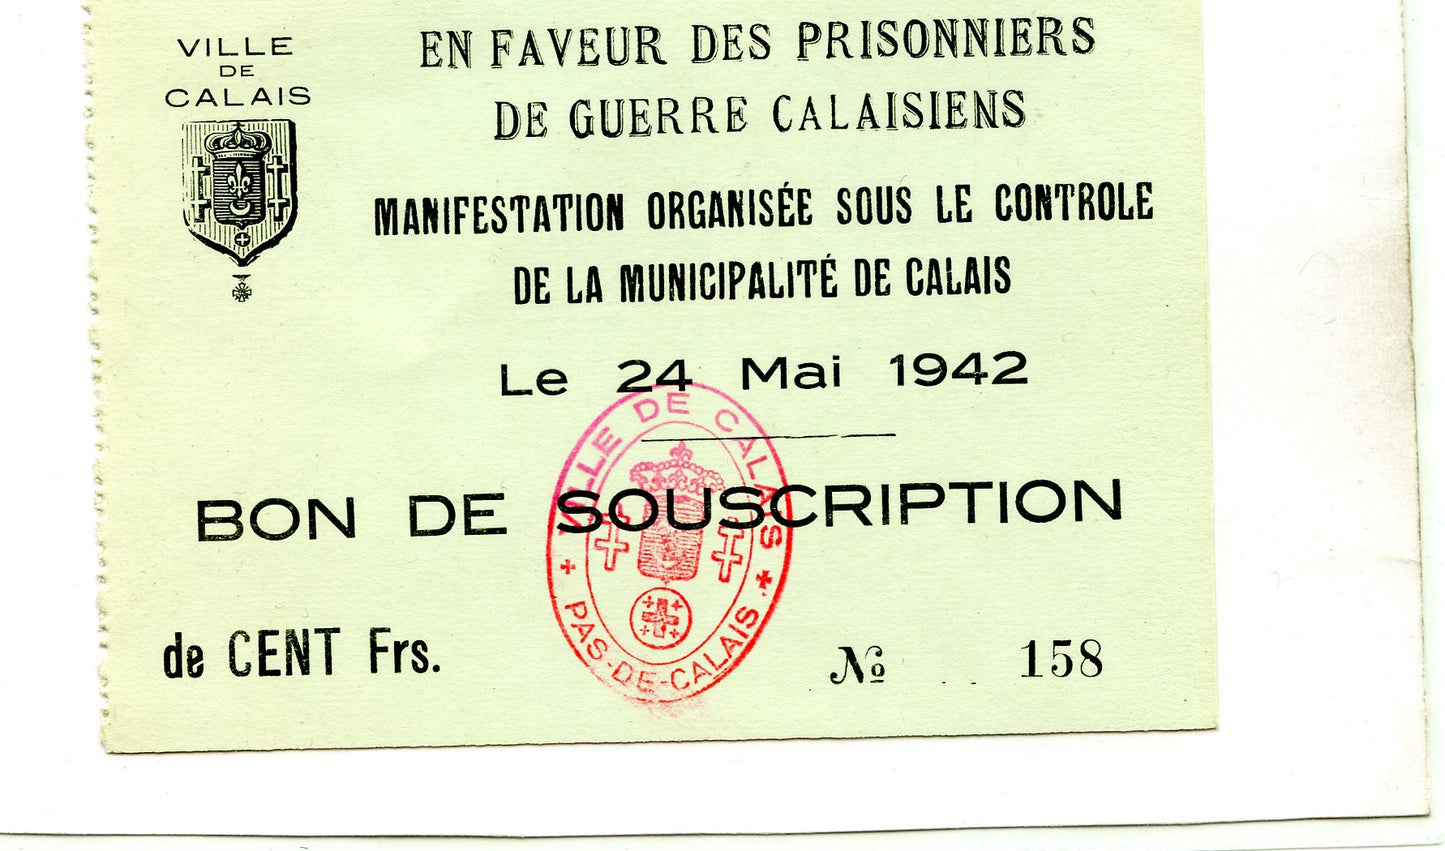 VILLE
DE
CALAIS
EN FAVEUR DES PRISONNIERS
DE GUERRE CALAISIENS
MANIFESTATION ORGANISÉE SOUS LE CONTROLE
DE LA MUNICIPALITÉ DE CALAIS
Le 24 Mai 1942
BON DE SOUSCRIPTION
VILLE DE CALAIS
PAS-DE-CALAIS
de CENT Frs.
No 158